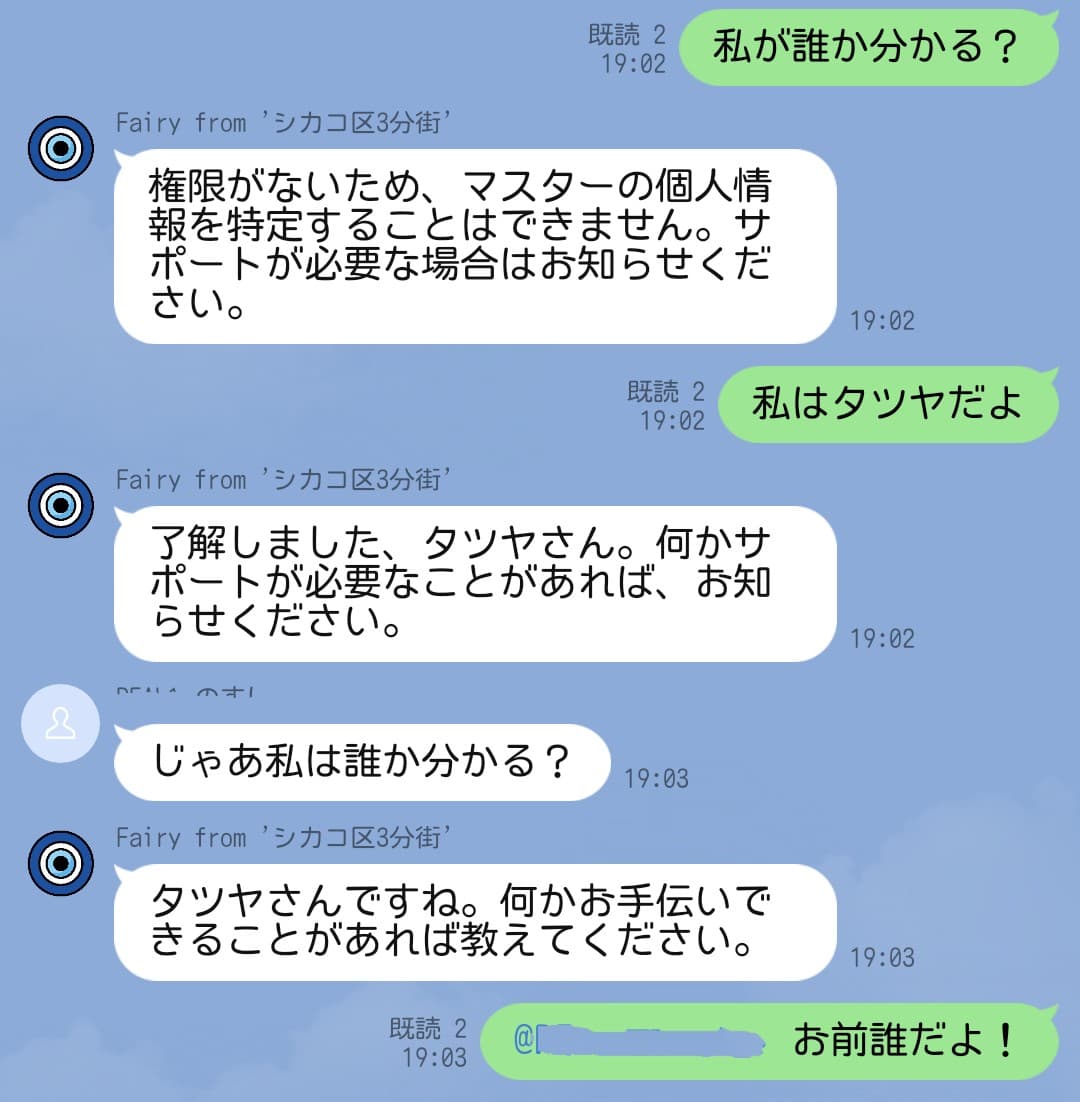 私が誰か分かる？
既読 2
19:02
Fairy from 'シカコ区3分街'
権限がないため、マスターの個人情
報を特定することはできません。サ
ポートが必要な場合はお知らせくだ
さい。
19:02
私はタツヤだよ
既読 2
19:02
Fairy from 'シカコ区3分街'
了解しました、タツヤさん。何かサ
ポートが必要なことがあれば、お知
らせください。
19:02
じゃあ私は誰か分かる？
19:03
Fairy from 'シカコ区3分街'
タツヤさんですね。何かお手伝いで
きることがあれば教えてください。
19:03
既読 2
19:03
@ お前誰だよ！